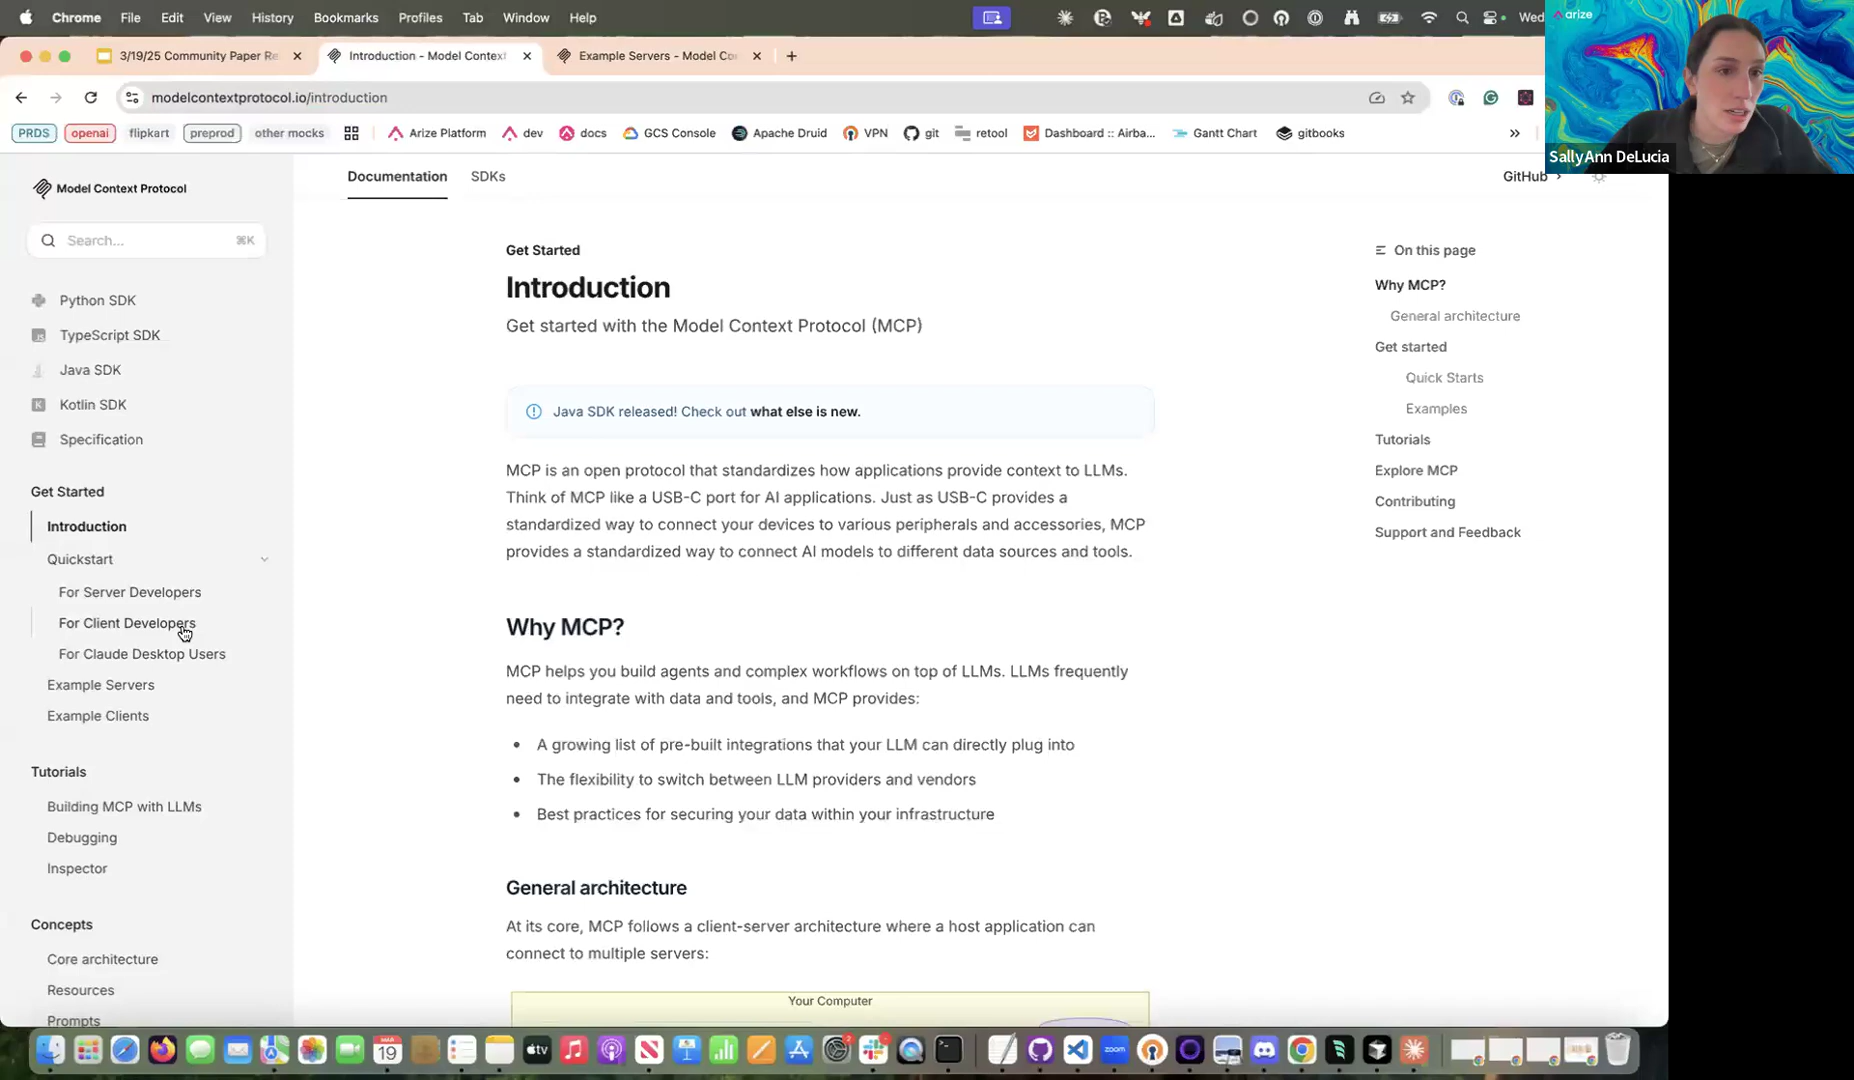 Chrome File Edit View History Bookmarks Profiles Tab Window Help Wed
arize
3/19/25 Community Paper Re
Introduction - Model Context
Example Servers - Model Co
modelcontextprotocol.io/introduction
PRDS openai flipkart preprod other mocks Arize Platform dev docs GCS Console Apache Druid VPN git retool Dashboard :: Airba... Gantt Chart gitbooks »
SallyAnn DeLucia
Model Context Protocol
Documentation SDKs GitHub
Search... ⌘K
Python SDK
TypeScript SDK
Java SDK
Kotlin SDK
Specification
Get Started
Introduction
Quickstart
For Server Developers
For Client Developers
For Claude Desktop Users
Example Servers
Example Clients
Tutorials
Building MCP with LLMs
Debugging
Inspector
Concepts
Core architecture
Resources
Prompts
Get Started
Introduction
Get started with the Model Context Protocol (MCP)
Java SDK released! Check out what else is new.
MCP is an open protocol that standardizes how applications provide context to LLMs.
Think of MCP like a USB-C port for AI applications. Just as USB-C provides a
standardized way to connect your devices to various peripherals and accessories, MCP
provides a standardized way to connect AI models to different data sources and tools.
Why MCP?
MCP helps you build agents and complex workflows on top of LLMs. LLMs frequently
need to integrate with data and tools, and MCP provides:
• A growing list of pre-built integrations that your LLM can directly plug into
• The flexibility to switch between LLM providers and vendors
• Best practices for securing your data within your infrastructure
General architecture
At its core, MCP follows a client-server architecture where a host application can
connect to multiple servers:
Your Computer
On this page
Why MCP?
General architecture
Get started
Quick Starts
Examples
Tutorials
Explore MCP
Contributing
Support and Feedback
MAR
19
tv
zoom